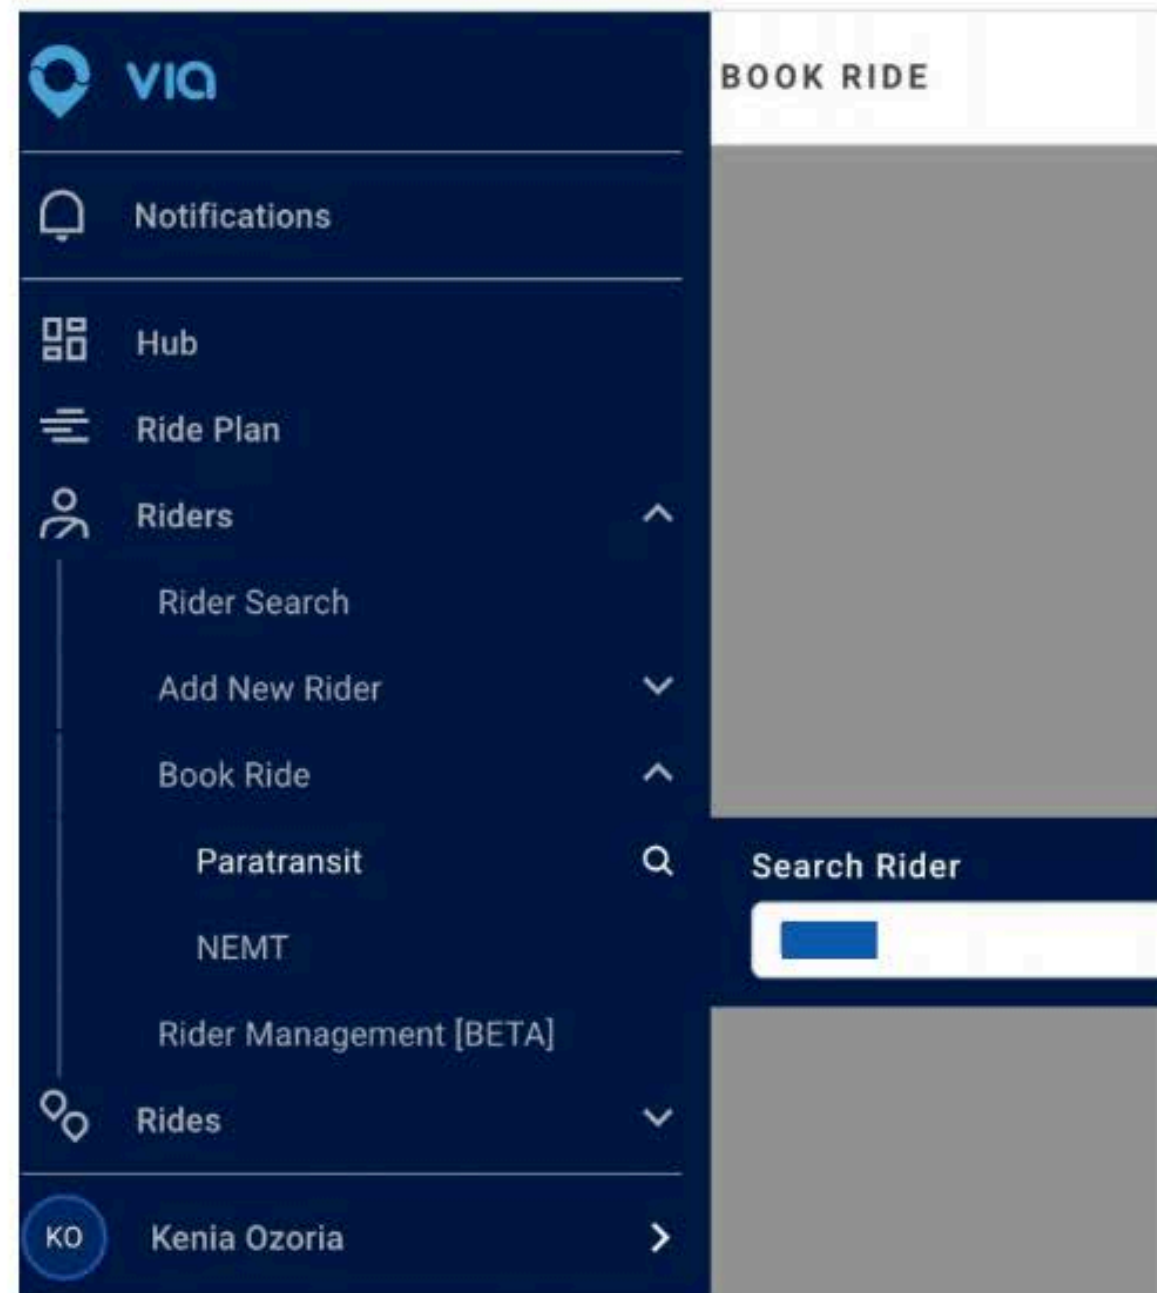 via
BOOK RIDE
Notifications
Hub
Ride Plan
Riders
Rider Search
Add New Rider
Book Ride
Paratransit
Search Rider
NEMT
Rider Management [BETA]
Rides
KO
Kenia Ozoria